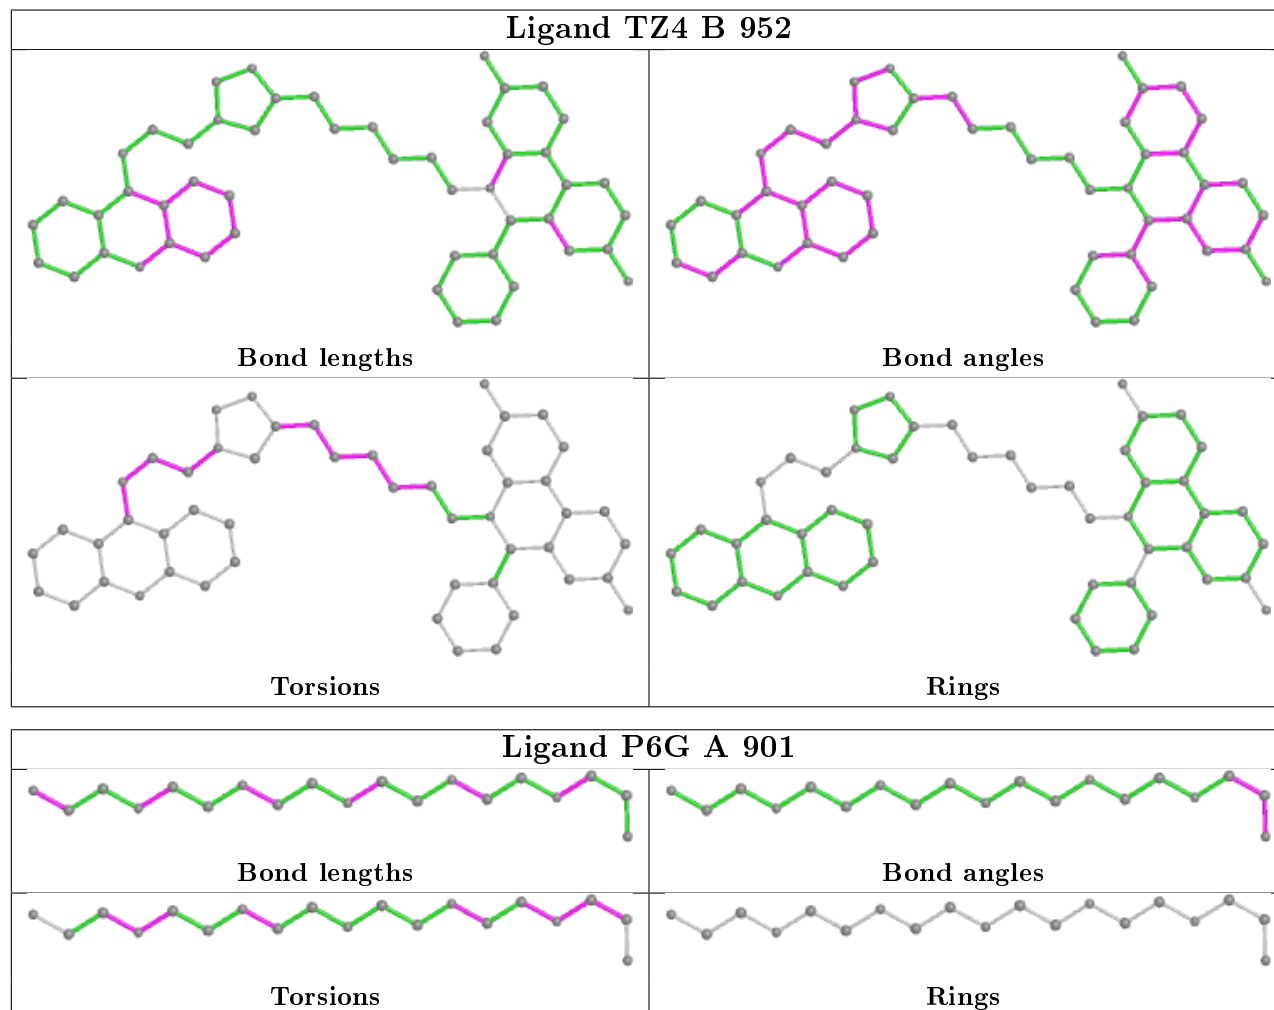 Ligand TZ4 B 952
Bond lengths
Bond angles
Torsions
Rings
Ligand P6G A 901
Bond lengths
Bond angles
Torsions
Rings